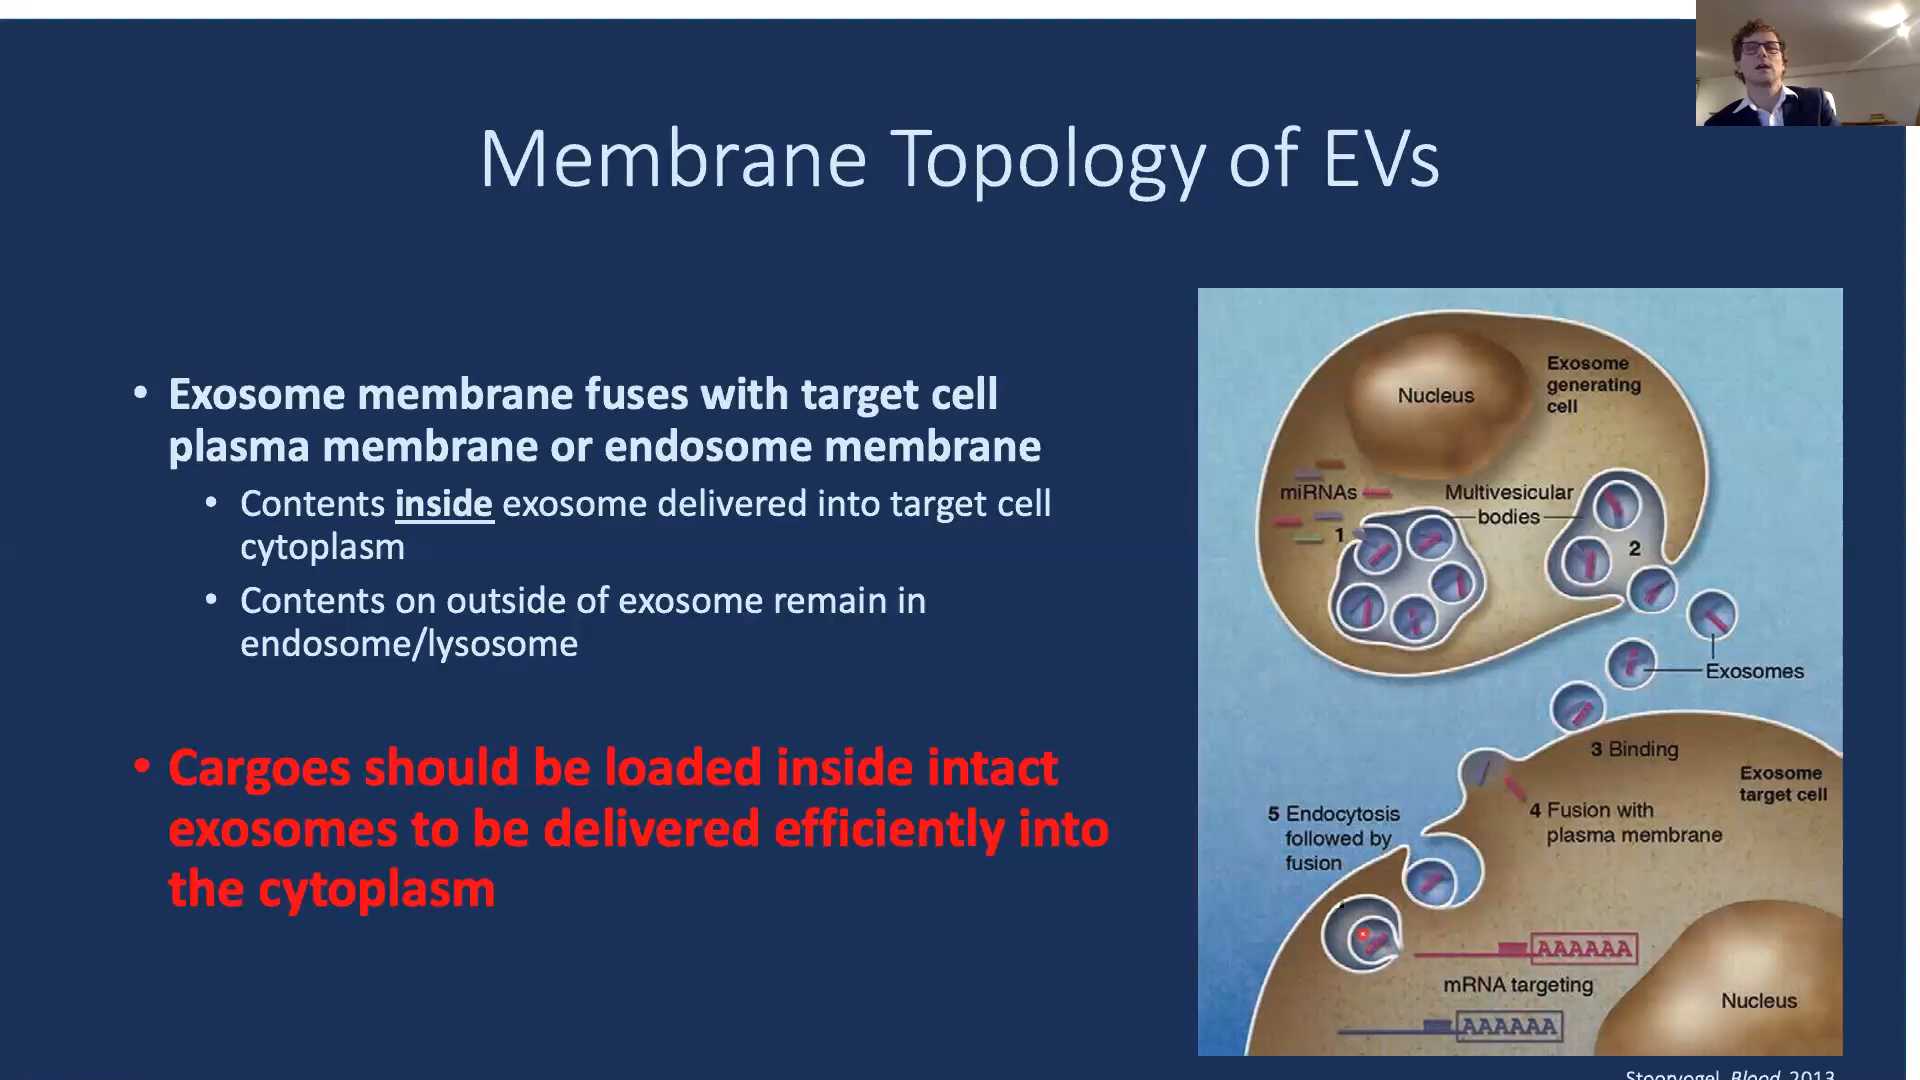 Membrane Topology of EVs
• Exosome membrane fuses with target cell
plasma membrane or endosome membrane
• Contents inside exosome delivered into target cell
cytoplasm
• Contents on outside of exosome remain in
endosome/lysosome
• Cargoes should be loaded inside intact
exosomes to be delivered efficiently into
the cytoplasm
Nucleus
Exosome
generating
cell
miRNAs
Multivesicular
bodies
1
2
Exosomes
3 Binding
Exosome
target cell
4 Fusion with
plasma membrane
5 Endocytosis
followed by
fusion
AAAAAA
mRNA targeting
AAAAAA
Nucleus
Stoorvogel, Blood, 2013